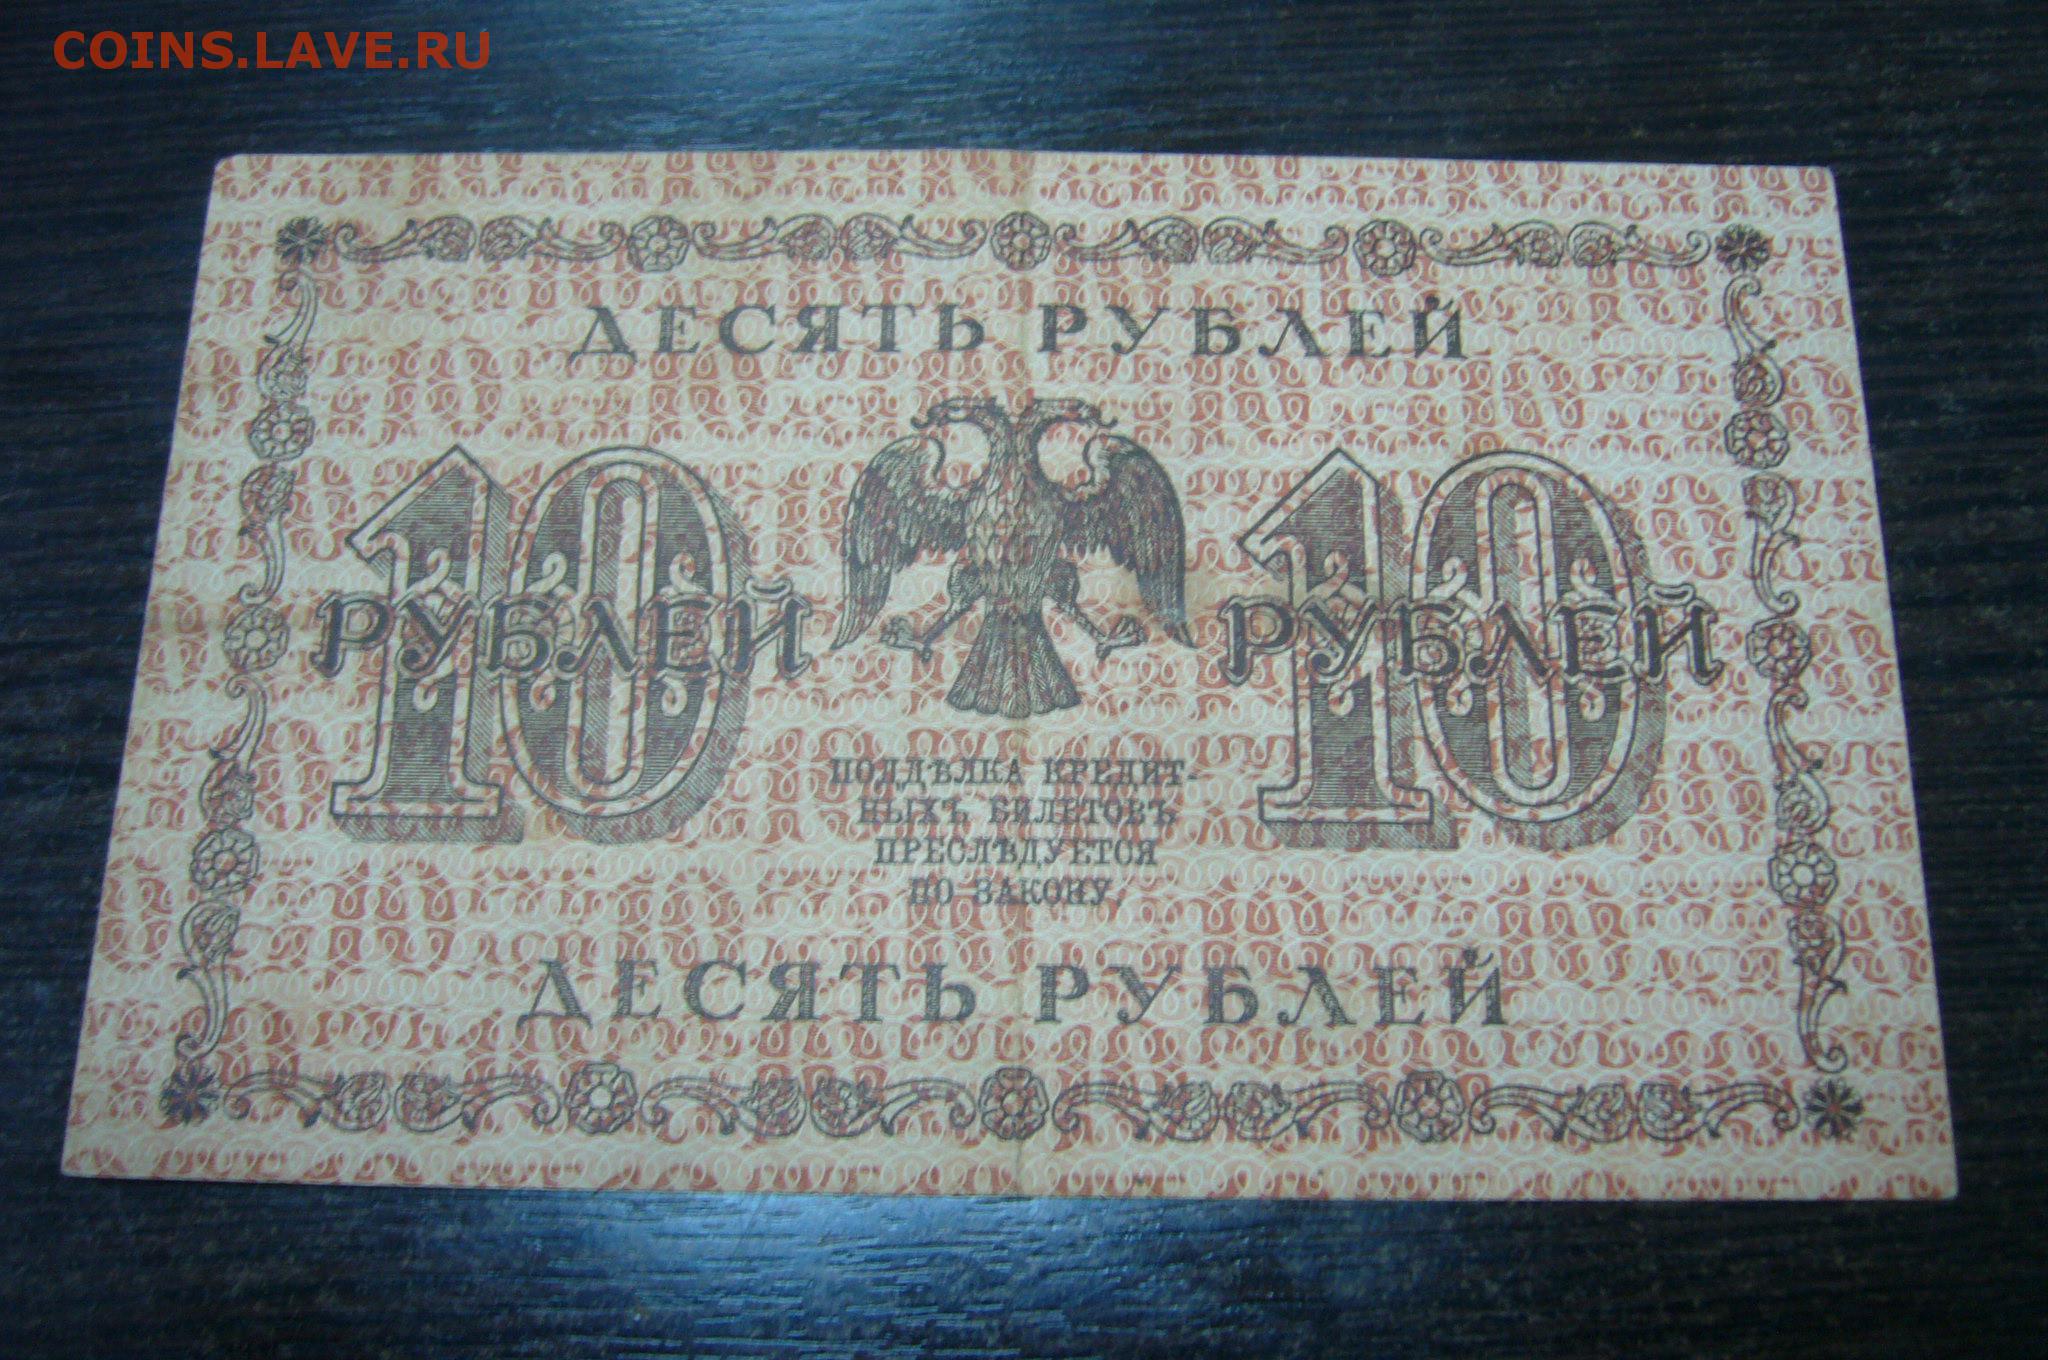 COINS.LAVE.RU
ДЕСЯТЬ РУБЛЕЙ
10 10
РУБЛЕЙ РУБЛЕЙ
ПОДДѢЛКА КРЕДИТ-
НЫХЪ БИЛЕТОВЪ
ПРЕСЛѢДУЕТСЯ
ПО ЗАКОНУ.
ДЕСЯТЬ РУБЛЕЙ